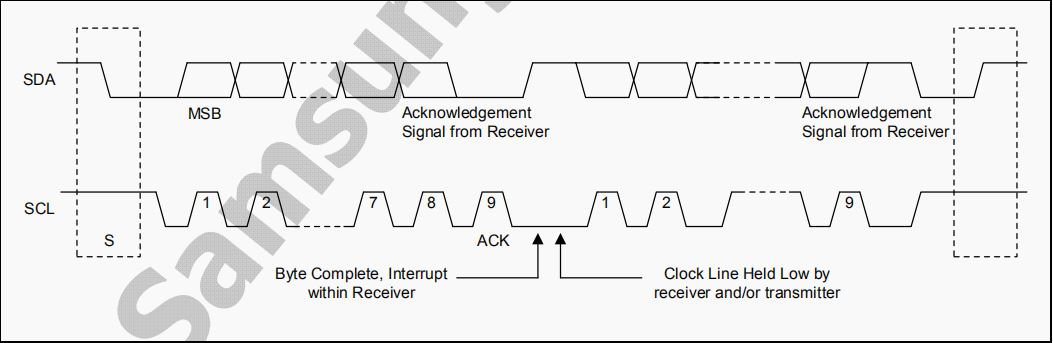 SDA
MSB
Acknowledgement
Signal from Receiver
Acknowledgement
Signal from Receiver
SCL
1
2
7
8
9
1
2
9
S
ACK
Byte Complete, Interrupt
within Receiver
Clock Line Held Low by
receiver and/or transmitter
Samsun